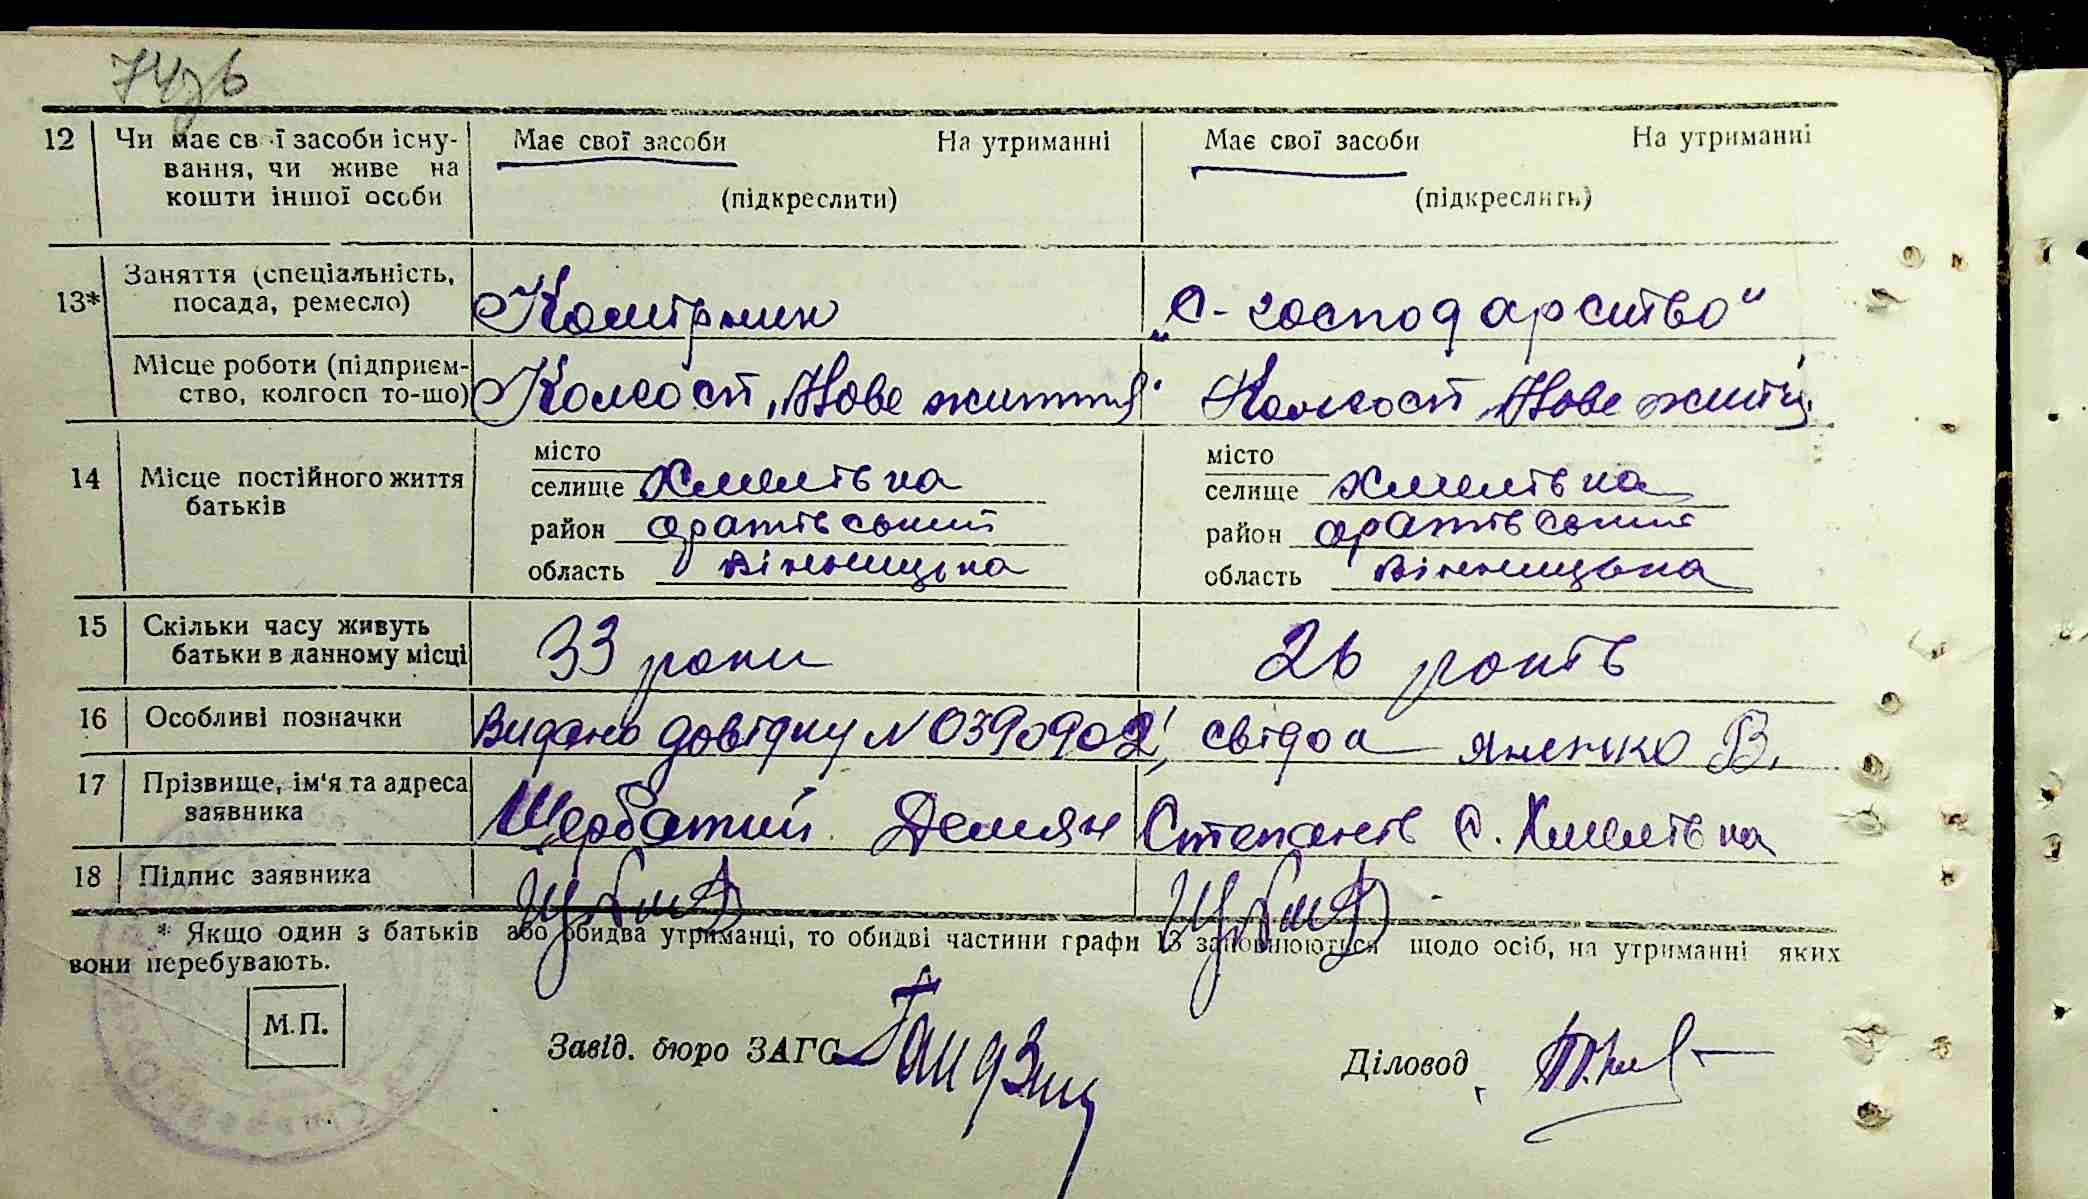 74зв
12 Чи має свої засоби існу- Має свої засоби На утриманні Має свої засоби На утриманні
вання, чи живе на
кошти іншої особи (підкреслити) (підкреслить)
13* Заняття (спеціальність, посада, ремесло) Контрмин „С-господарство"
Місце роботи (підприєм- Колгосп „Нове життя" Колгосп „Нове життя
ство, колгосп то-що)
14 Місце постійного життя батьків
місто місто
селище Хмелівка селище Хмелівка
район оратівський район оратівський
область вінницька область вінницька
15 Скільки часу живуть 33 роки 26 років
батьки в данному місці
16 Особливі позначки Видано довідку N 0390902, свідок Яненко В.
17 Прізвище, ім'я та адреса Щербатий Демян Степанів с. Хмелівка
заявника
18 Підпис заявника
* Якщо один з батьків або обидва утриманці, то обидві частини графи 13 заповнюються щодо осіб, на утриманні яких
вони перебувають.
М.П.
Завід. бюро ЗАГС Діловод